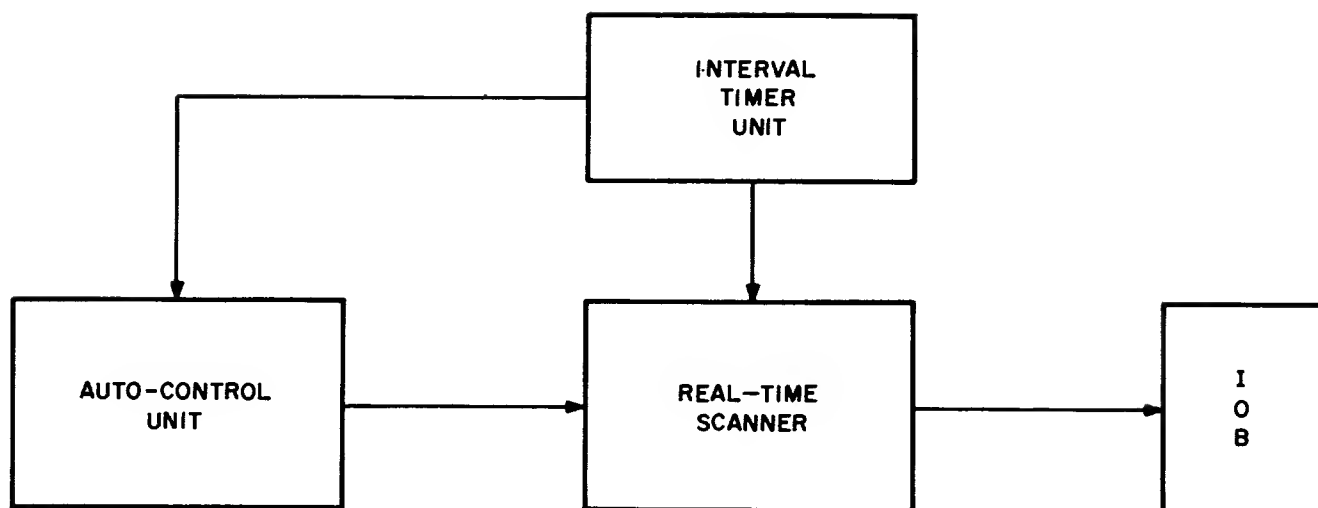 INTERVAL
TIMER
UNIT
AUTO-CONTROL
UNIT
REAL-TIME
SCANNER
I
O
B